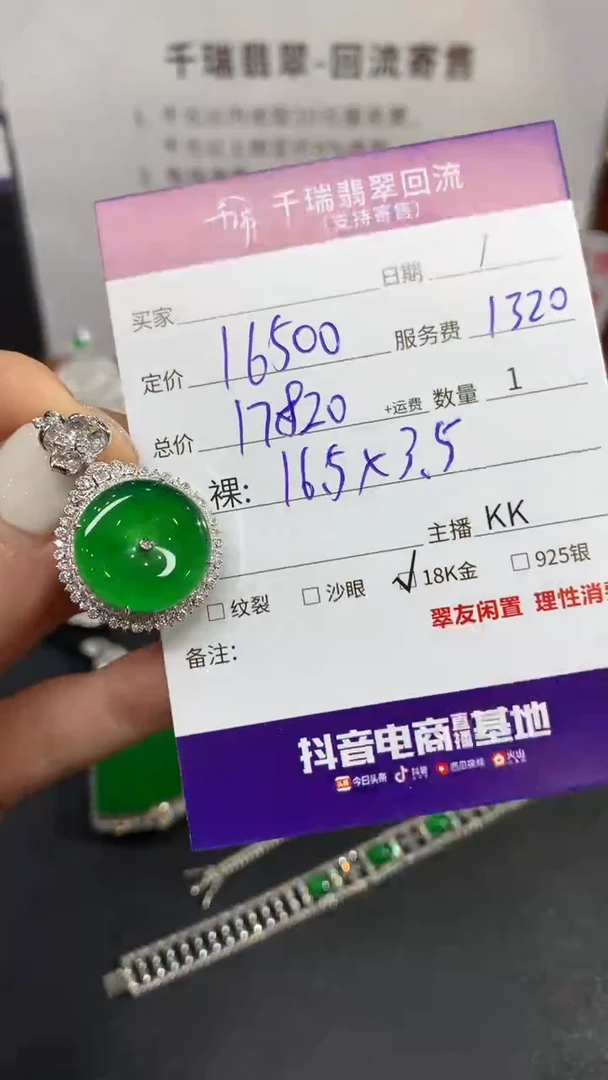 千瑞翡翠-回流寄售
千瑞 千瑞翡翠回流
(支持寄售)
买家 日期 /
定价 16500 服务费 1320
总价 17820 +运费 数量 1
裸: 16.5×3.5
主播 KK
□纹裂 □沙眼 ✓18K金 □925银
翠友闲置 理性消
备注:
抖音电商直播基地
今日头条 抖音 西瓜视频 火山